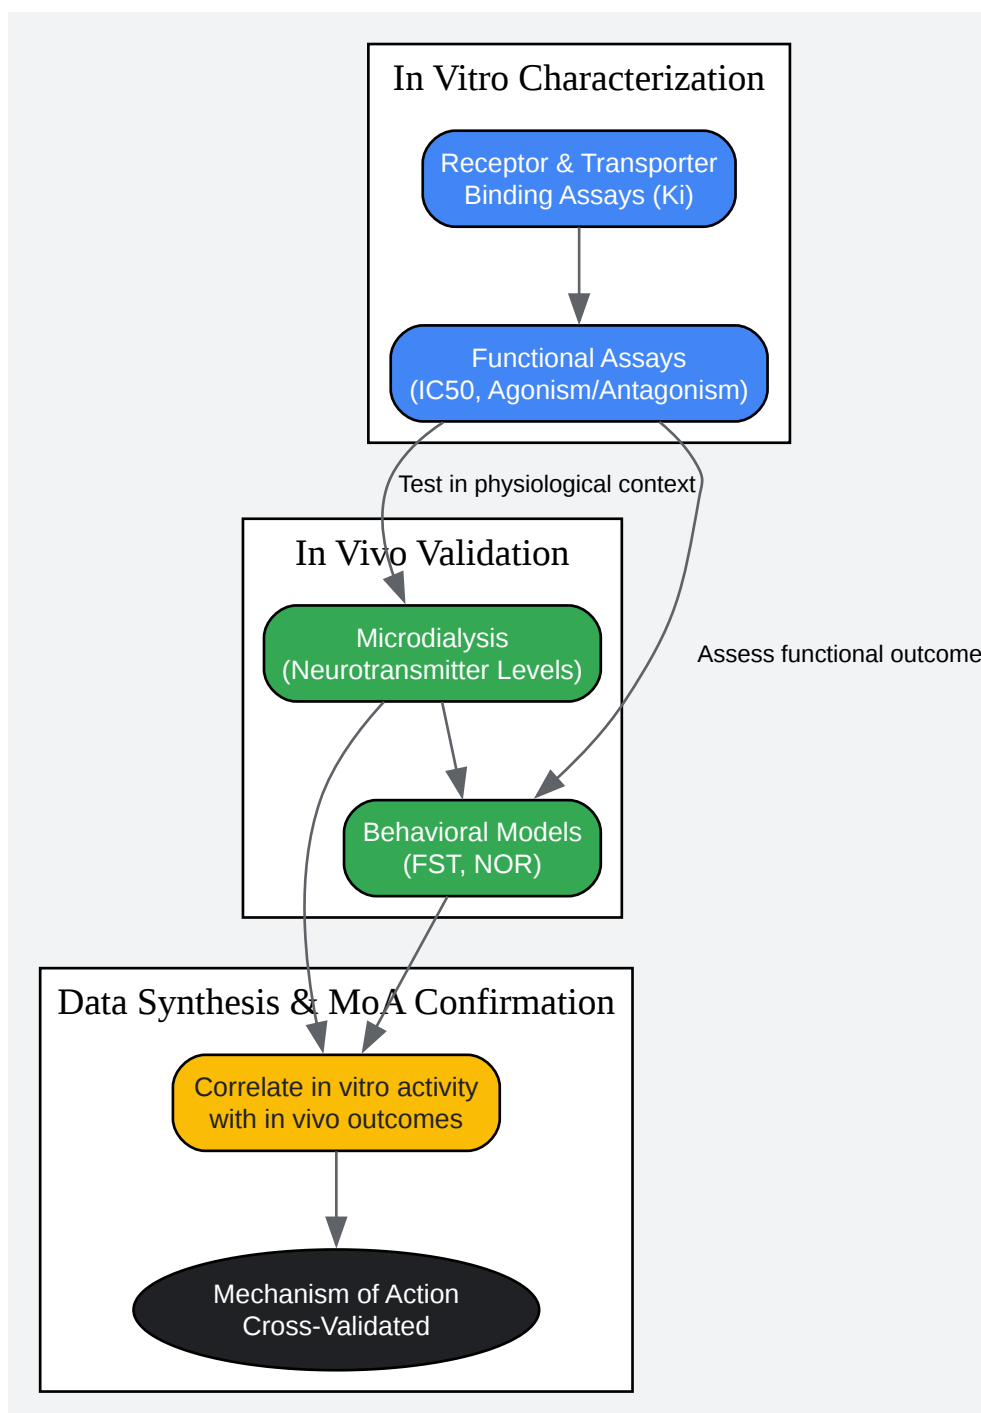 In Vitro Characterization
Receptor & Transporter
Binding Assays (Ki)
Functional Assays
(IC50, Agonism/Antagonism)
Test in physiological context
In Vivo Validation
Microdialysis
(Neurotransmitter Levels)
Assess functional outcome
Behavioral Models
(FST, NOR)
Data Synthesis & MoA Confirmation
Correlate in vitro activity
with in vivo outcomes
Mechanism of Action
Cross-Validated